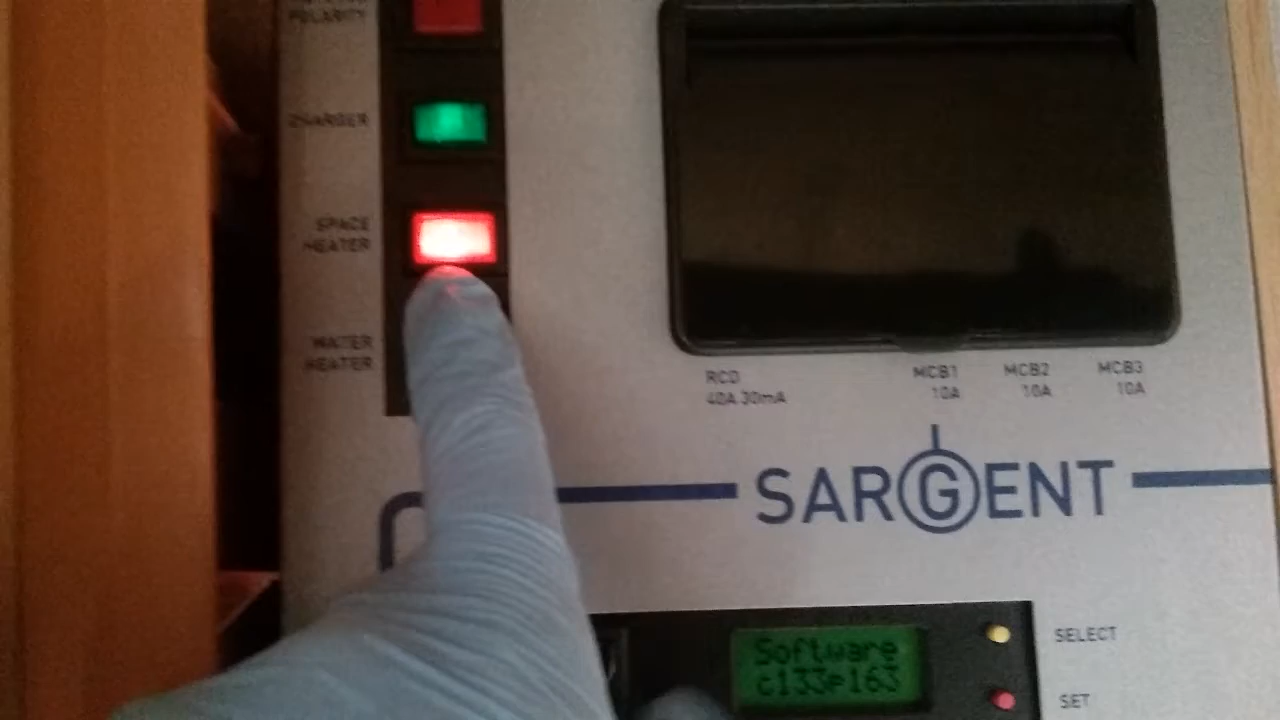 POLARITY
CHARGER
SPACE
HEATER
WATER
HEATER
RCD
40A 30mA
MCB1
10A
MCB2
10A
MCB3
10A
SARGENT
Software
c133p163
SELECT
SET